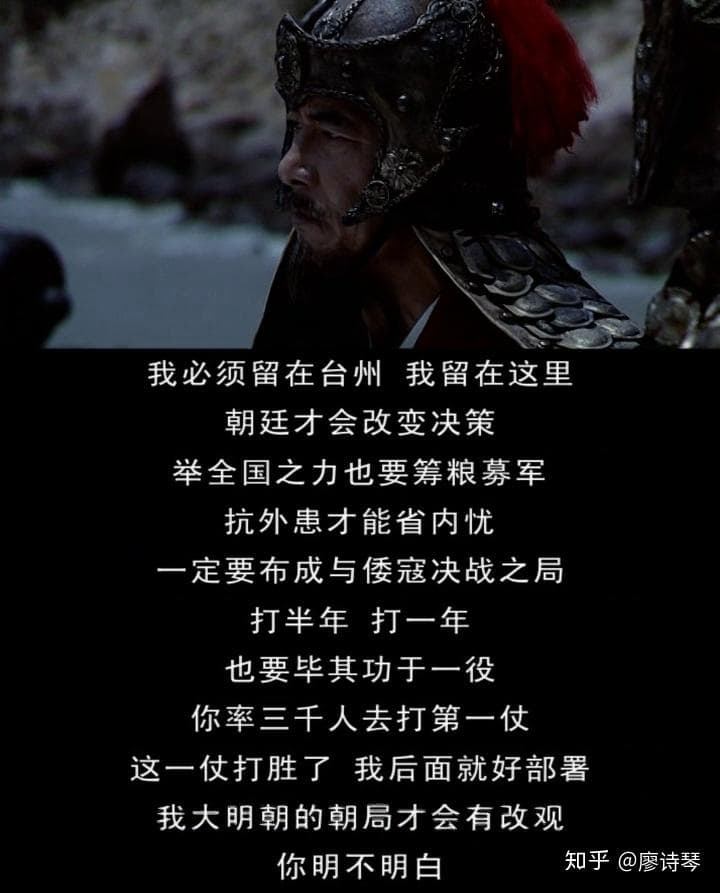 我必须留在台州 我留在这里
朝廷才会改变决策
举全国之力也要筹粮募军
抗外患才能省内忧
一定要布成与倭寇决战之局
打半年 打一年
也要毕其功于一役
你率三千人去打第一仗
这一仗打胜了 我后面就好部署
我大明朝的朝局才会有改观
你明不明白
知乎 @廖诗琴